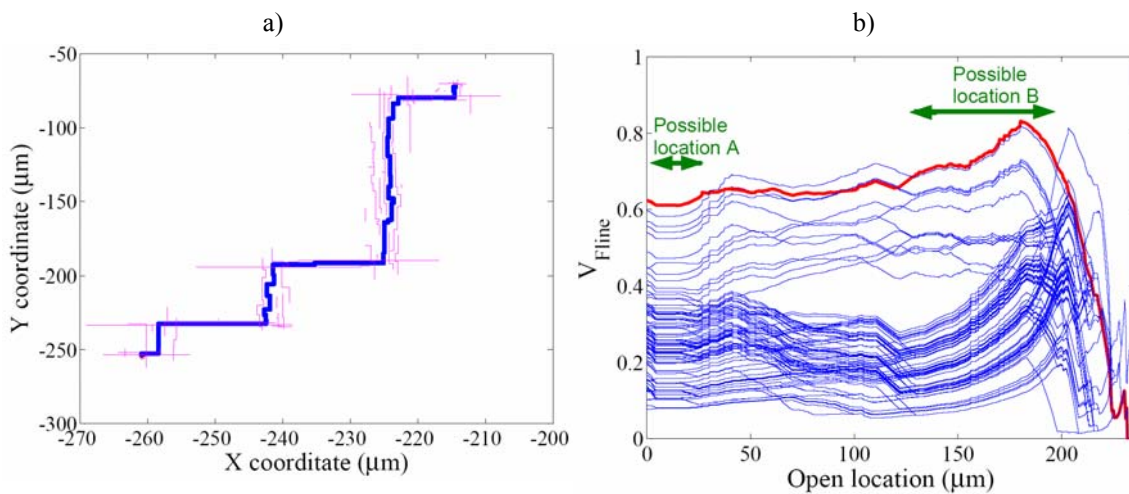 a)
b)
-50
-100
-150
-200
-250
-300
-270
-260
-250
-240
-230
-220
-210
-200
Y coordinate (μm)
X coorditate (μm)
1
0.8
0.6
0.4
0.2
0
0
50
100
150
200
V_Fline
Open location (μm)
Possible
location A
Possible
location B